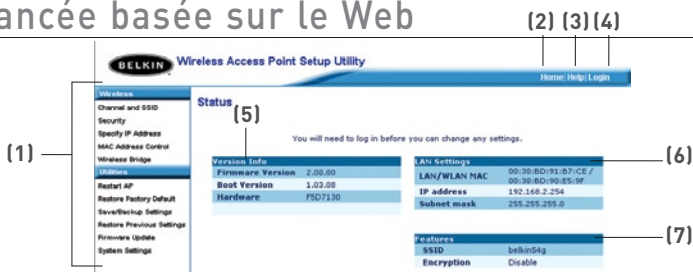 ancée basée sur le Web
(2) (3) (4)
BELKIN Wireless Access Point Setup Utility
Home| Help| Login
(1)
Wireless
Channel and SSID
Security
Specify IP Address
MAC Address Control
Wireless Bridge
Utilities
Restart AP
Restore Factory Default
Save/Backup Settings
Restore Previous Settings
Firmware Update
System Settings
Status
(5)
You will need to log in before you can change any settings.
Version Info
Firmware Version 2.00.00
Boot Version 1.03.00
Hardware F5D7130
(6)
LAN Settings
LAN/WLAN MAC 00:30:BD:91:B7:CE /
00:30:BD:90:E5:9F
IP address 192.168.2.254
Subnet mask 255.255.255.0
(7)
Features
SSID belkin54g
Encryption Disable